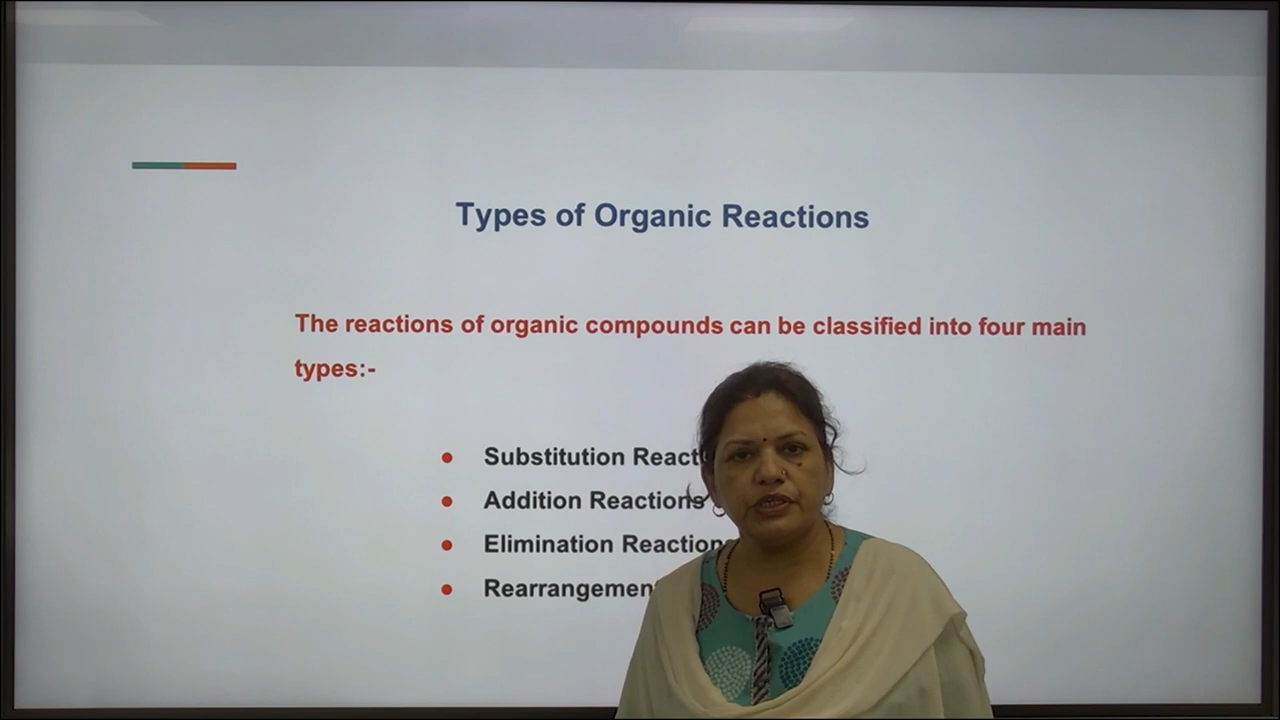 Types of Organic Reactions
The reactions of organic compounds can be classified into four main
types:-
Substitution React
Addition Reactions
Elimination Reaction
Rearrangemen